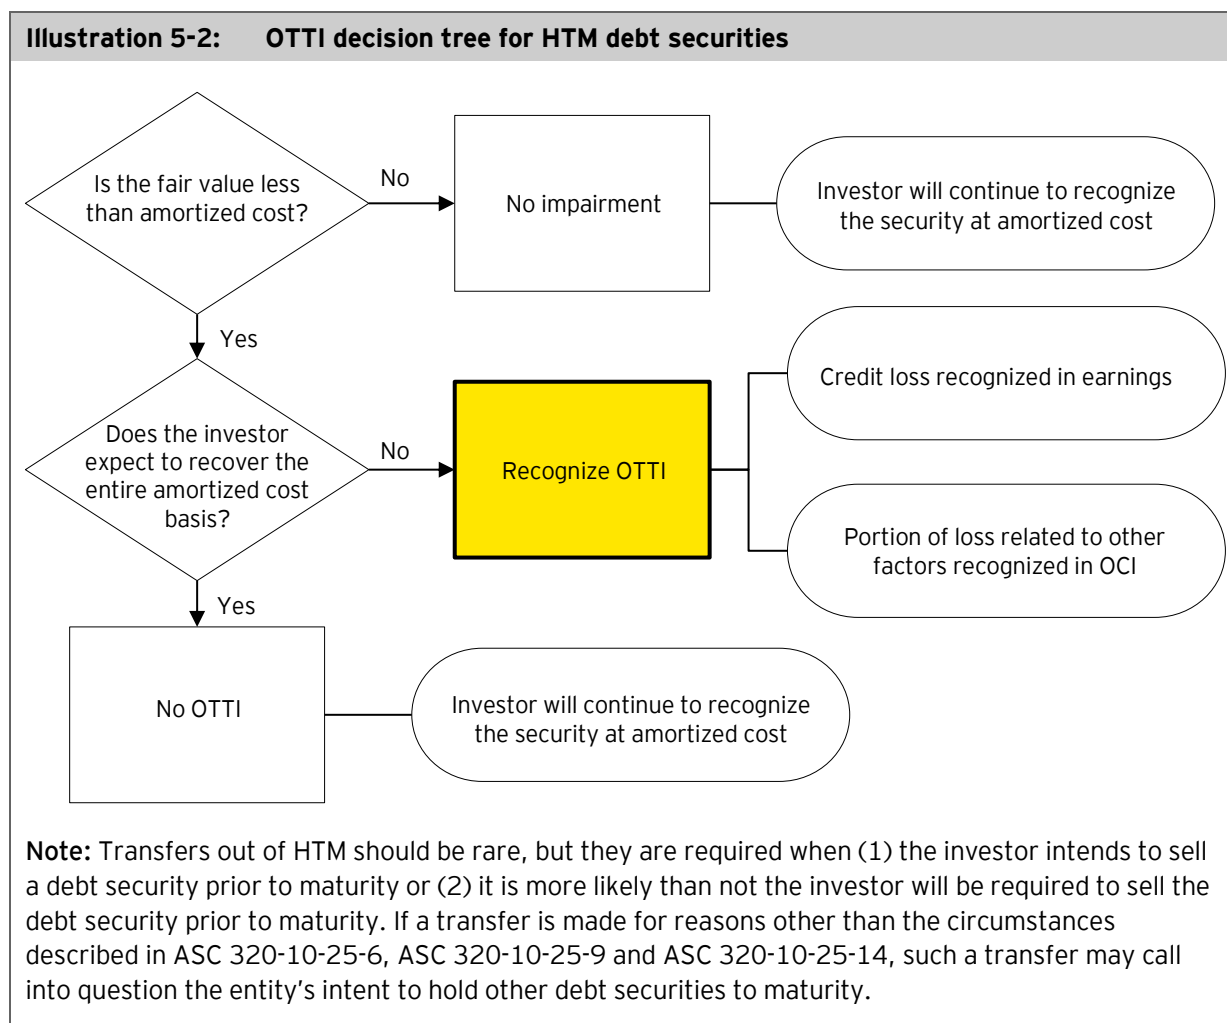 Illustration 5-2: OTTI decision tree for HTM debt securities
Is the fair value less
than amortized cost?
No
No impairment
Investor will continue to recognize
the security at amortized cost
Yes
Does the investor
expect to recover the
entire amortized cost
basis?
No
Recognize OTTI
Credit loss recognized in earnings
Portion of loss related to other
factors recognized in OCI
Yes
No OTTI
Investor will continue to recognize
the security at amortized cost
Note: Transfers out of HTM should be rare, but they are required when (1) the investor intends to sell
a debt security prior to maturity or (2) it is more likely than not the investor will be required to sell the
debt security prior to maturity. If a transfer is made for reasons other than the circumstances
described in ASC 320-10-25-6, ASC 320-10-25-9 and ASC 320-10-25-14, such a transfer may call
into question the entity's intent to hold other debt securities to maturity.